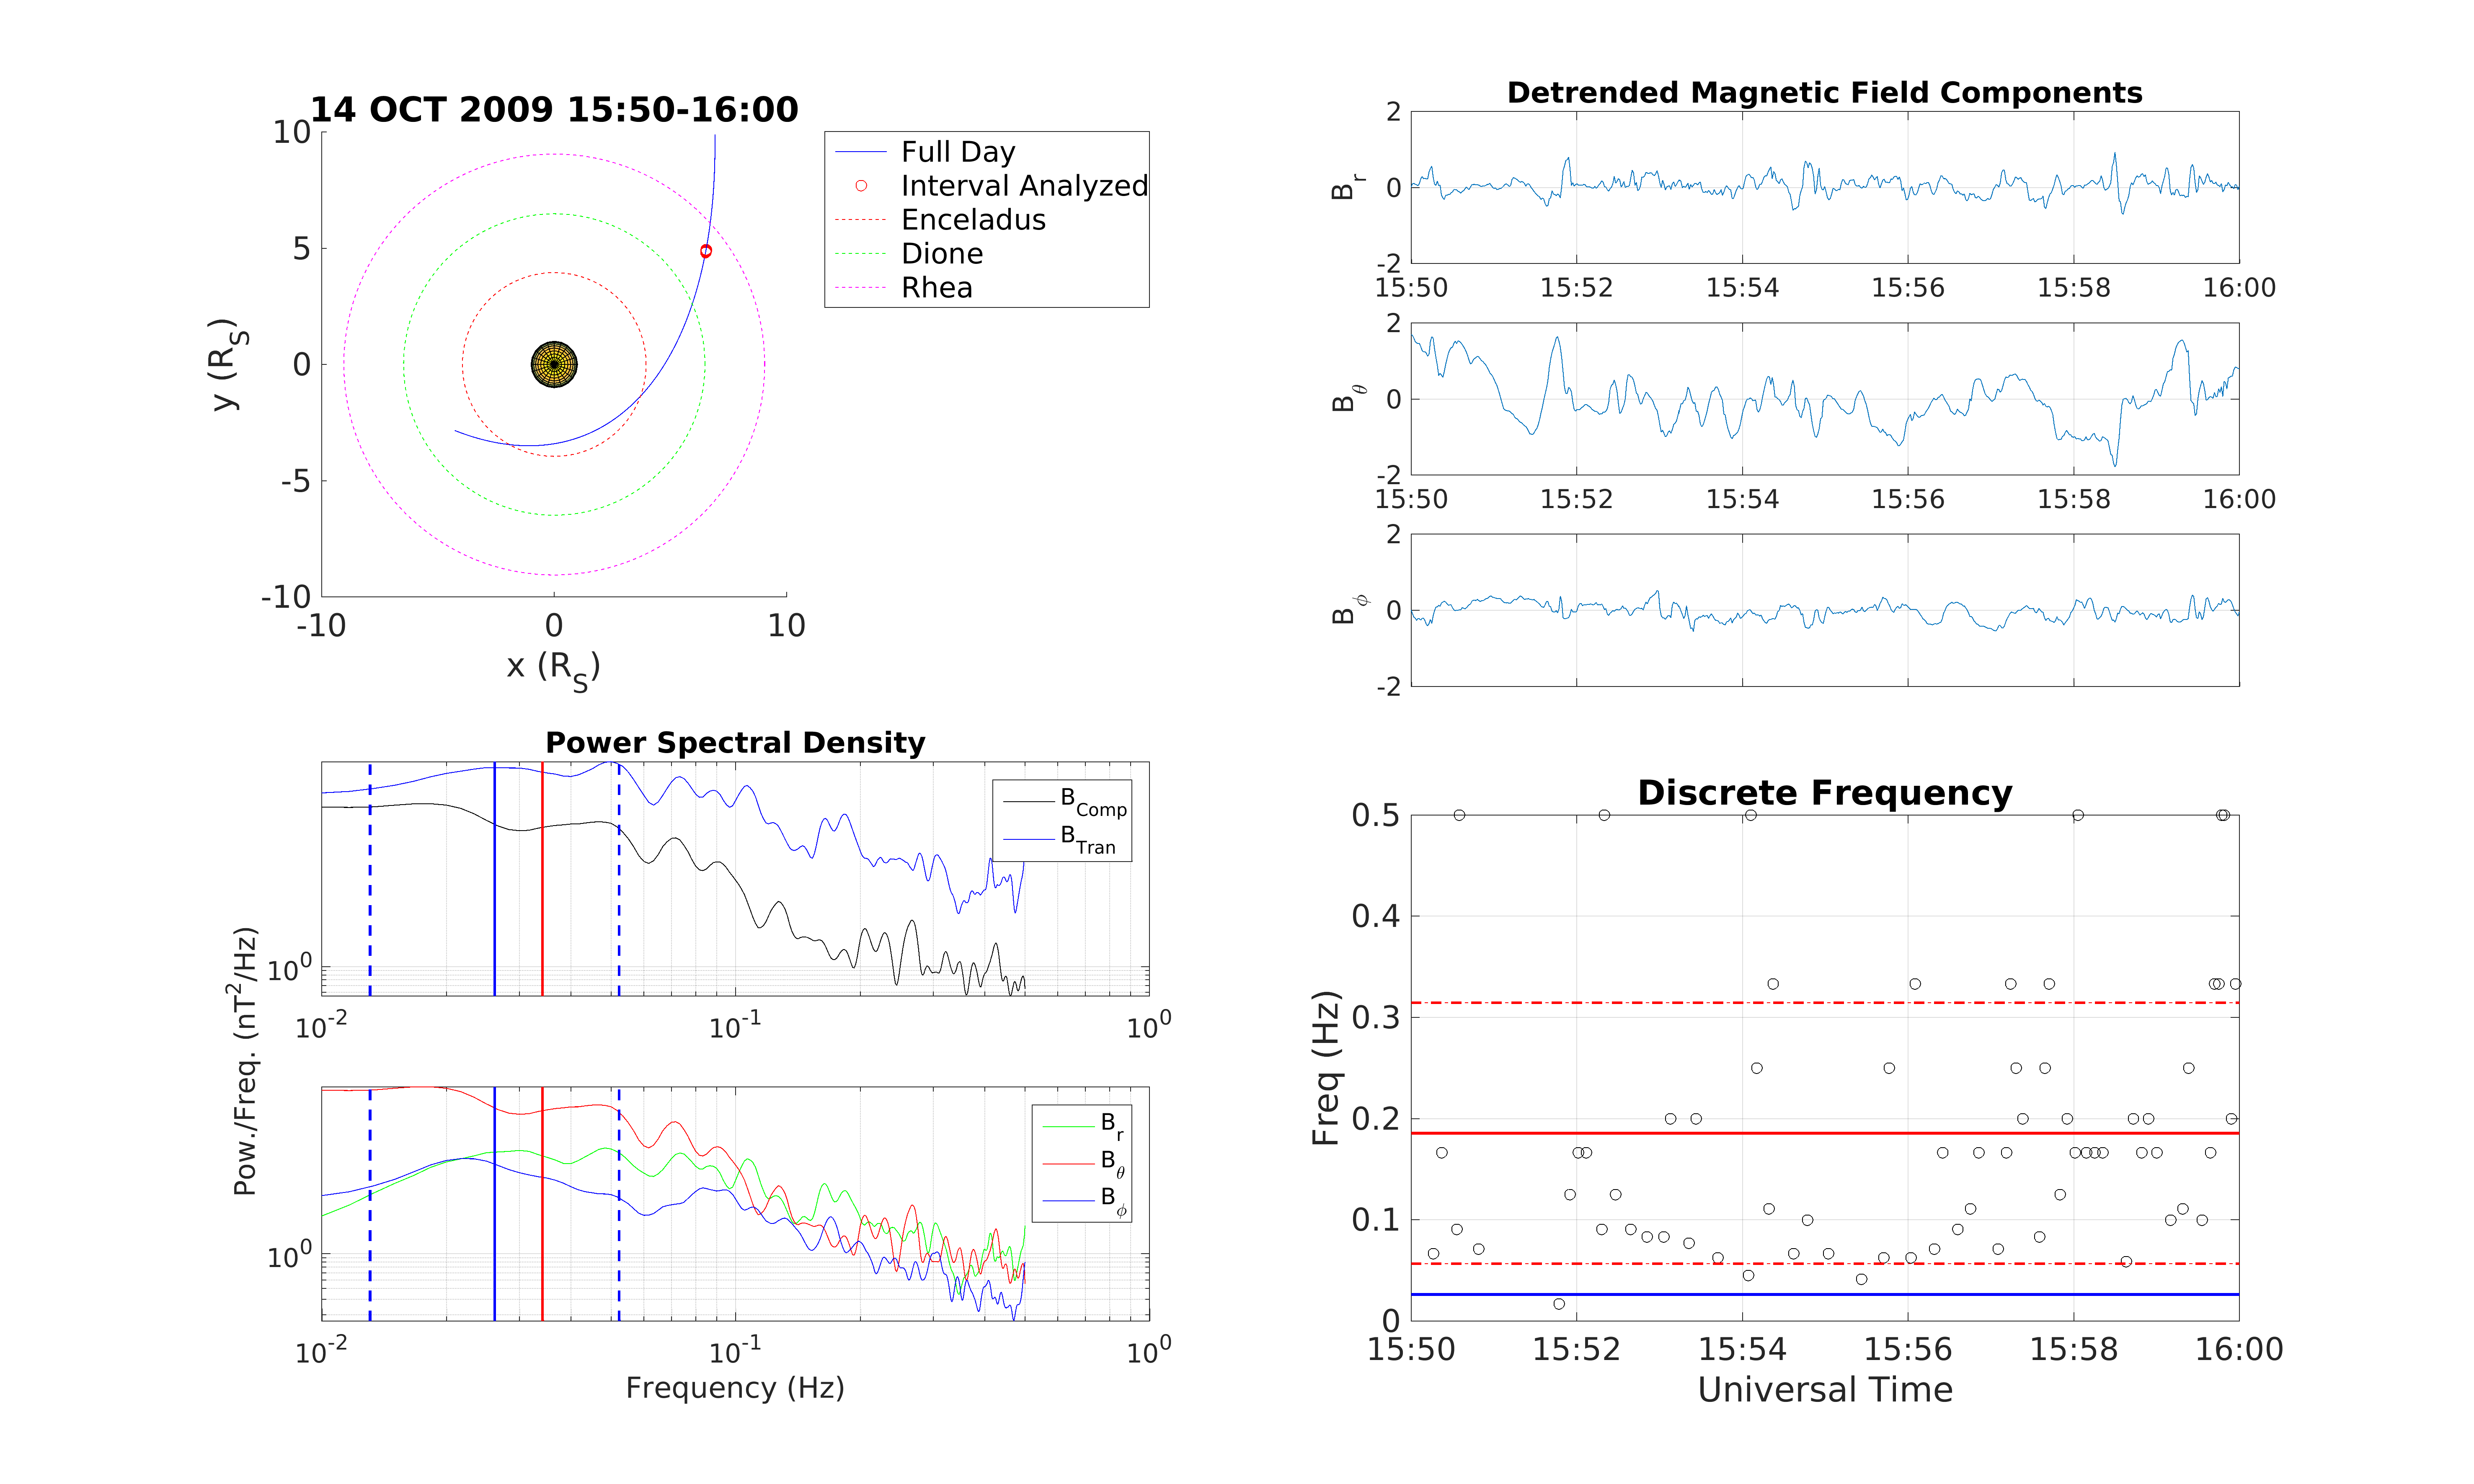 14 OCT 2009 15:50-16:00
10
5
0
-5
-10
-10 0 10
y (R_S)
x (R_S)
Full Day
Interval Analyzed
Enceladus
Dione
Rhea
Detrended Magnetic Field Components
2
0
-2
B_r
15:50 15:52 15:54 15:56 15:58 16:00
2
0
-2
B_θ
15:50 15:52 15:54 15:56 15:58 16:00
2
0
-2
B_ϕ
Power Spectral Density
B_Comp
B_Tran
10^0
10^-2 10^-1 10^0
Pow./Freq. (nT^2/Hz)
B_r
B_θ
B_ϕ
10^0
10^-2 10^-1 10^0
Frequency (Hz)
Discrete Frequency
0.5
0.4
0.3
0.2
0.1
0
Freq (Hz)
15:50 15:52 15:54 15:56 15:58 16:00
Universal Time